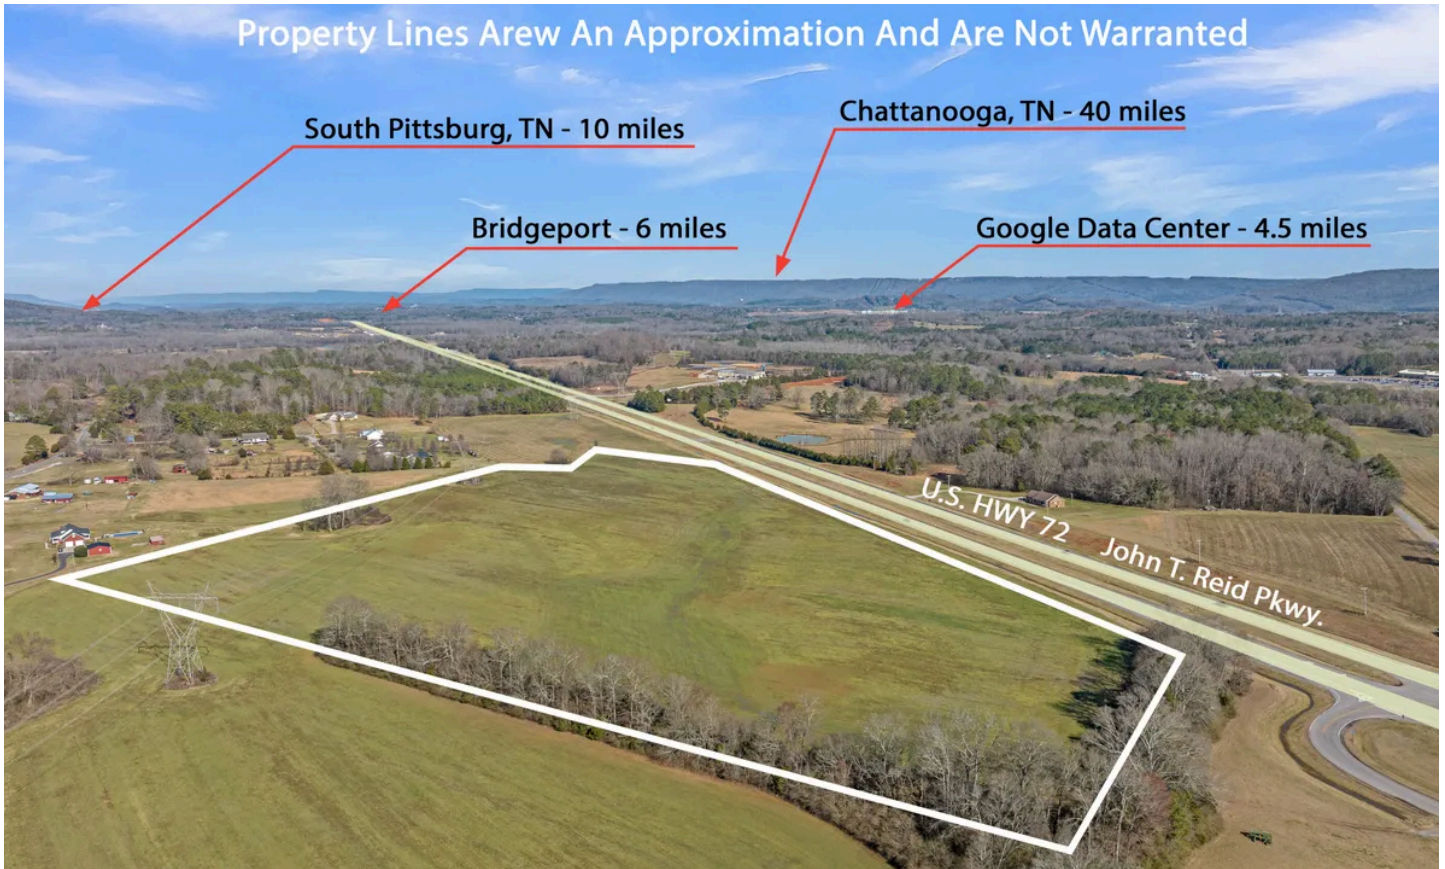 Property Lines Arew An Approximation And Are Not Warranted
Chattanooga, TN - 40 miles
South Pittsburg, TN - 10 miles
Bridgeport - 6 miles
Google Data Center - 4.5 miles
U.S. HWY 72 John T. Reid Pkwy.